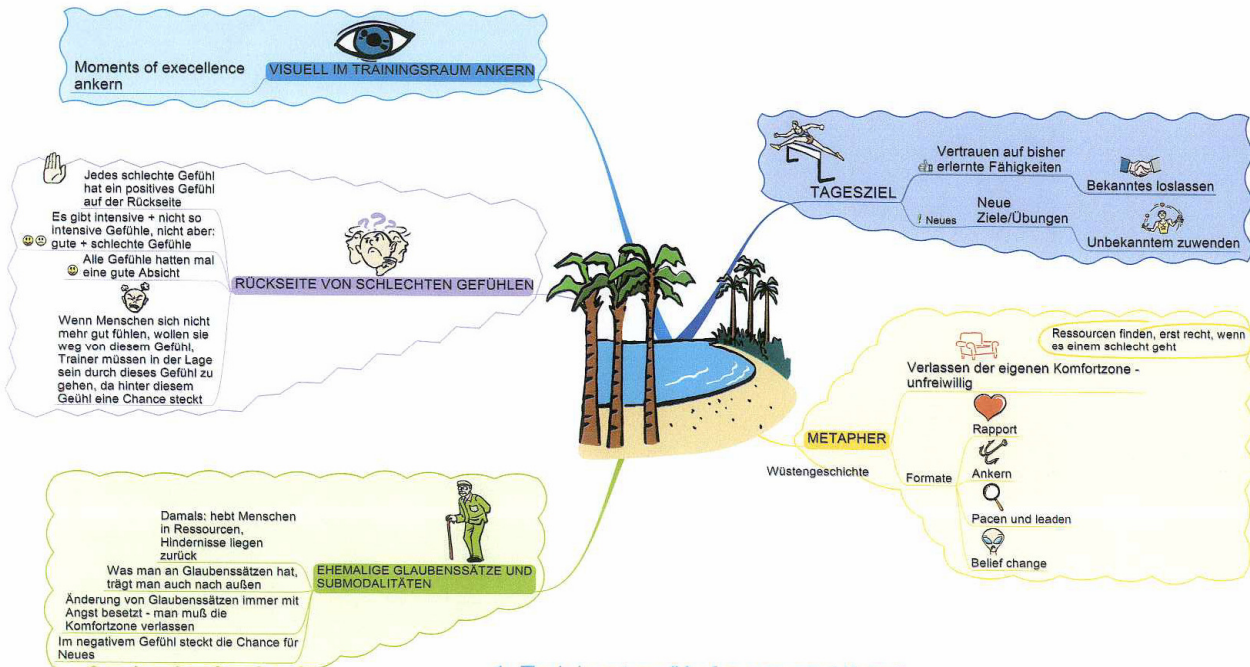 Moments of execellence
ankern
VISUELL IM TRAININGSRAUM ANKERN
Jedes schlechte Gefühl
hat ein positives Gefühl
auf der Rückseite
Es gibt intensive + nicht so
intensive Gefühle, nicht aber:
gute + schlechte Gefühle
Alle Gefühle hatten mal
eine gute Absicht
Wenn Menschen sich nicht
mehr gut fühlen, wollen sie
weg von diesem Gefühl,
Trainer müssen in der Lage
sein durch dieses Gefühl zu
gehen, da hinter diesem
Geühl eine Chance steckt
RÜCKSEITE VON SCHLECHTEN GEFÜHLEN
Damals: hebt Menschen
in Ressourcen,
Hindernisse liegen
zurück
Was man an Glaubenssätzen hat,
trägt man auch nach außen
Änderung von Glaubenssätzen immer mit
Angst besetzt - man muß die
Komfortzone verlassen
Im negativem Gefühl steckt die Chance für
Neues
EHEMALIGE GLAUBENSSÄTZE UND
SUBMODALITÄTEN
TAGESZIEL
Vertrauen auf bisher
erlernte Fähigkeiten
Bekanntes loslassen
! Neues
Neue
Ziele/Übungen
Unbekanntem zuwenden
METAPHER
Wüstengeschichte
Ressourcen finden, erst recht, wenn
es einem schlecht geht
Verlassen der eigenen Komfortzone -
unfreiwillig
Formate
Rapport
Ankern
Pacen und leaden
Belief change